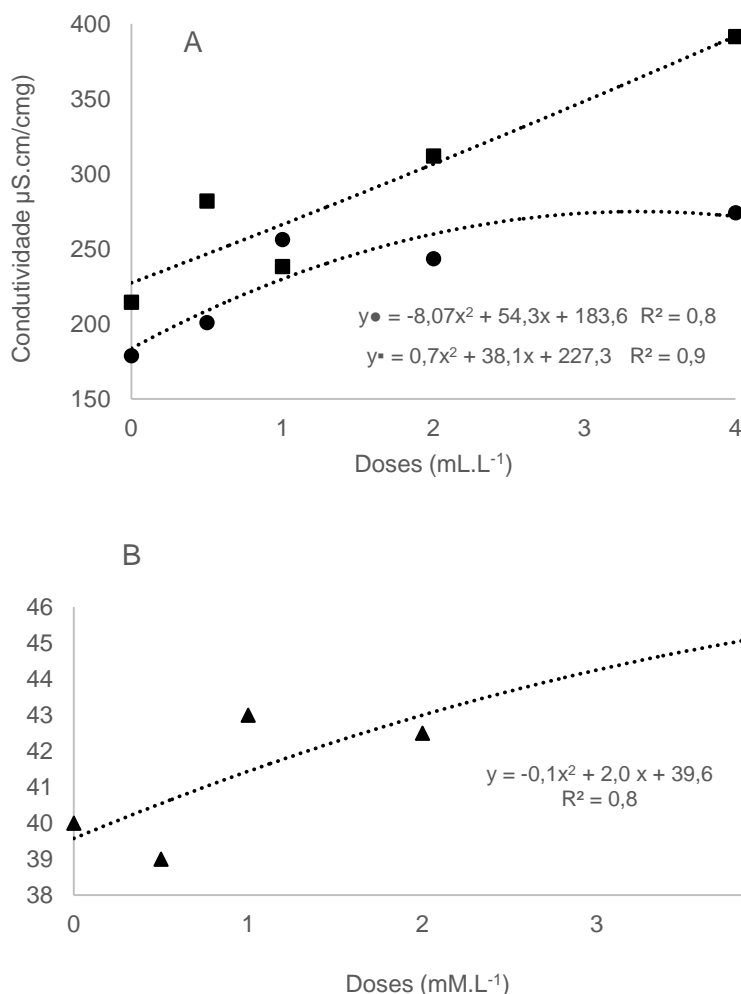 A
400
350
300
250
200
150
Condutividade µS.cm/cmg
y● = -8,07x² + 54,3x + 183,6 R² = 0,8
y▪ = 0,7x² + 38,1x + 227,3 R² = 0,9
0 1 2 3 4
Doses (mL.L⁻¹)
B
46
45
44
43
42
41
40
39
38
y = -0,1x² + 2,0 x + 39,6
R² = 0,8
0 1 2 3
Doses (mM.L⁻¹)